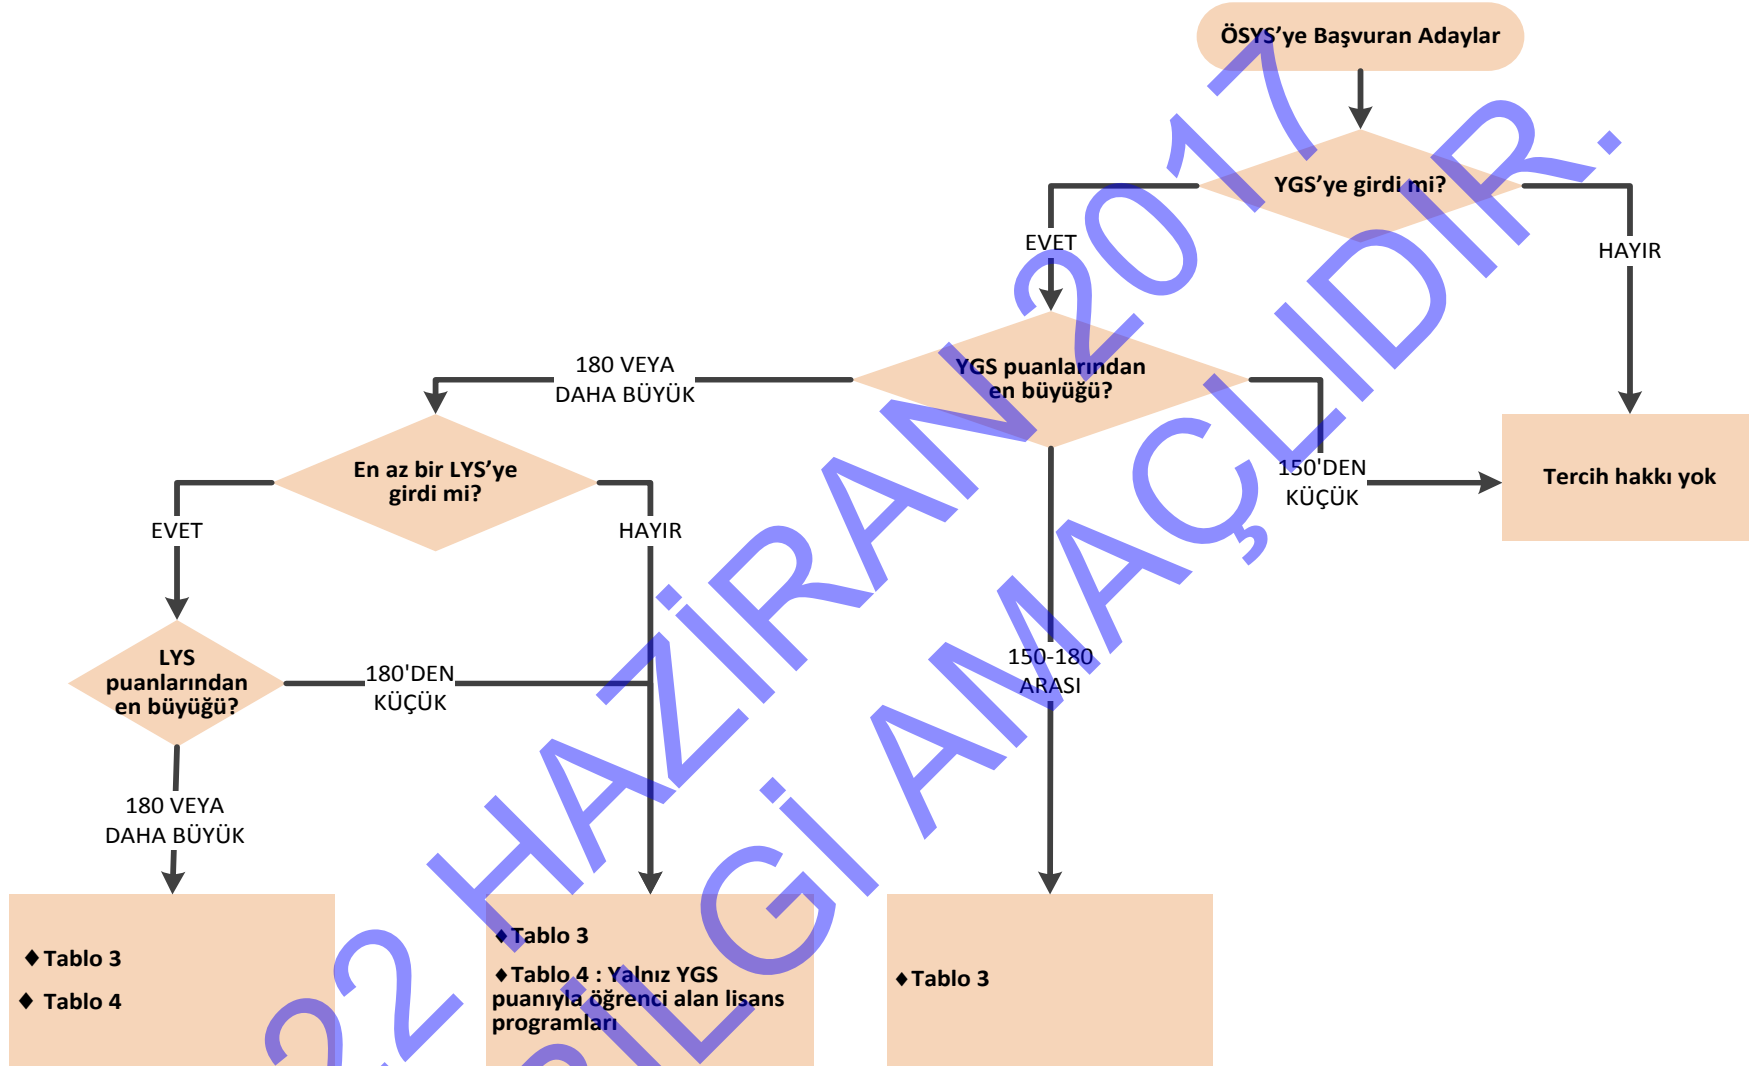 ÖSYS’ye Başvuran Adaylar
YGS’ye girdi mi?
EVET
HAYIR
YGS puanlarından
en büyüğü?
180 VEYA
DAHA BÜYÜK
150'DEN
KÜÇÜK
Tercih hakkı yok
En az bir LYS’ye
girdi mi?
EVET
HAYIR
150-180
ARASI
LYS
puanlarından
en büyüğü?
180'DEN
KÜÇÜK
180 VEYA
DAHA BÜYÜK
♦Tablo 3
♦ Tablo 4
♦Tablo 3
♦Tablo 4 : Yalnız YGS
puanıyla öğrenci alan lisans
programları
♦Tablo 3
22 HAZİRAN 2017
BİLGİ AMAÇLIDIR.